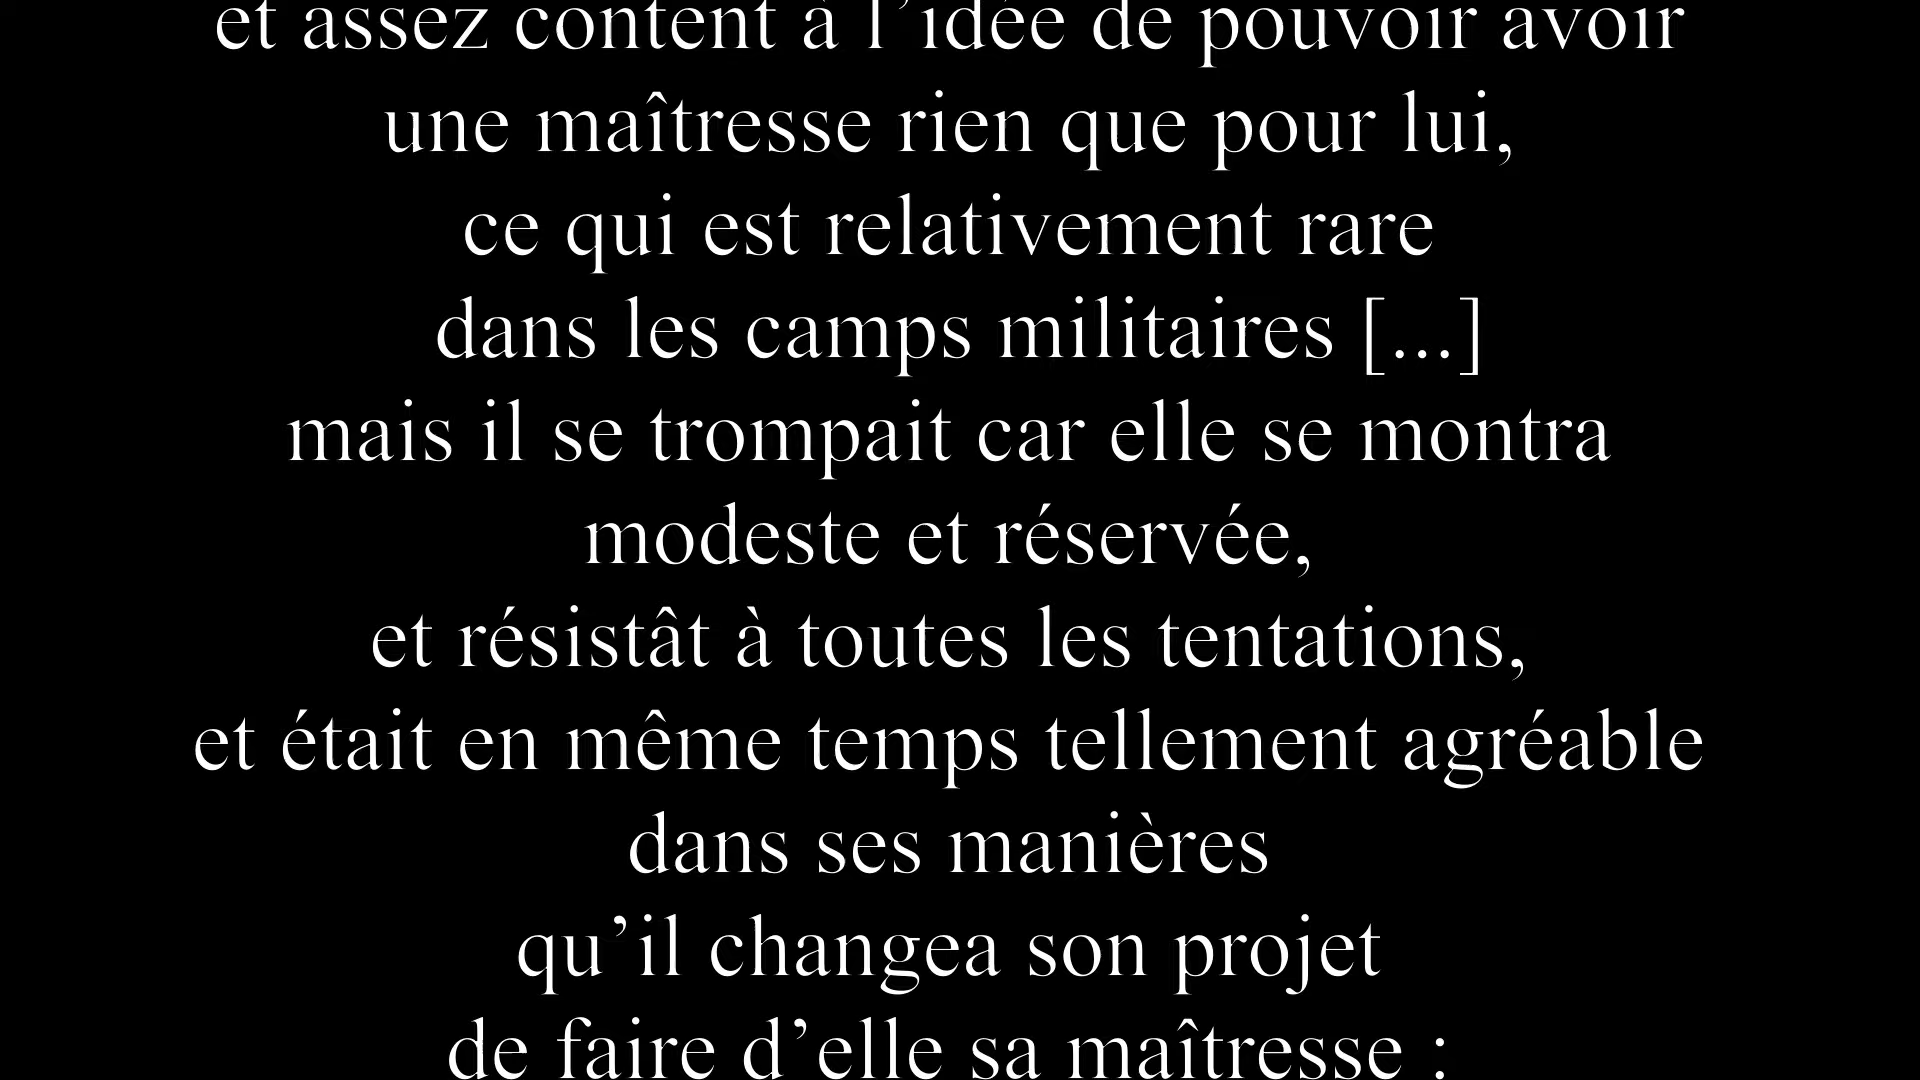 et assez content à l’idée de pouvoir avoir
une maîtresse rien que pour lui,
ce qui est relativement rare
dans les camps militaires [...]
mais il se trompait car elle se montra
modeste et réservée,
et résistât à toutes les tentations,
et était en même temps tellement agréable
dans ses manières
qu’il changea son projet
de faire d’elle sa maîtresse :